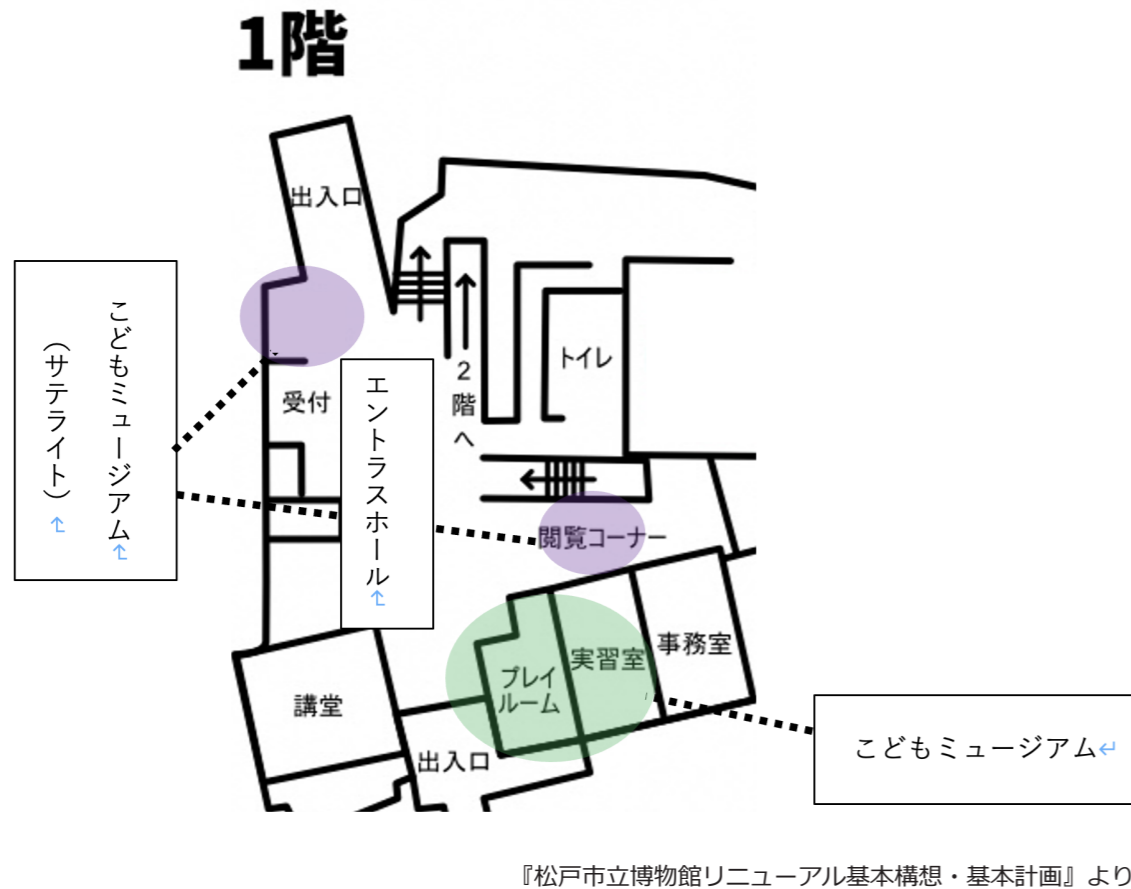 1階
出入口
こどもミュージアム↵
（サテライト）↵
受付
エントラスホール↵
2階へ
トイレ
閲覧コーナー
プレイ
ルーム
実習室
事務室
講堂
出入口
こどもミュージアム↵
『松戸市立博物館リニューアル基本構想・基本計画』より